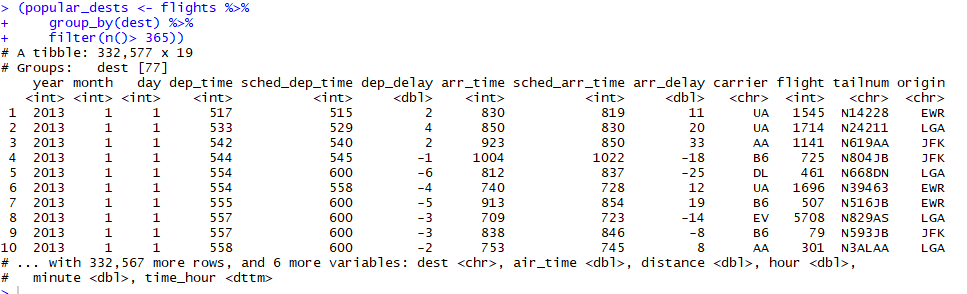 > (popular_dests <- flights %>%
+     group_by(dest) %>%
+     filter(n()> 365))
# A tibble: 332,577 x 19
# Groups:   dest [77]
    year month   day dep_time sched_dep_time dep_delay arr_time sched_arr_time arr_delay carrier flight tailnum origin
   <int> <int> <int>    <int>          <int>     <dbl>    <int>          <int>     <dbl>   <chr>  <int>   <chr>  <chr>
 1  2013     1     1      517            515         2      830            819        11      UA   1545  N14228    EWR
 2  2013     1     1      533            529         4      850            830        20      UA   1714  N24211    LGA
 3  2013     1     1      542            540         2      923            850        33      AA   1141  N619AA    JFK
 4  2013     1     1      544            545        -1     1004           1022       -18      B6    725  N804JB    JFK
 5  2013     1     1      554            600        -6      812            837       -25      DL    461  N668DN    LGA
 6  2013     1     1      554            558        -4      740            728        12      UA   1696  N39463    EWR
 7  2013     1     1      555            600        -5      913            854        19      B6    507  N516JB    EWR
 8  2013     1     1      557            600        -3      709            723       -14      EV   5708  N829AS    LGA
 9  2013     1     1      557            600        -3      838            846        -8      B6     79  N593JB    JFK
10  2013     1     1      558            600        -2      753            745         8      AA    301  N3ALAA    LGA
# ... with 332,567 more rows, and 6 more variables: dest <chr>, air_time <dbl>, distance <dbl>, hour <dbl>,
#   minute <dbl>, time_hour <dttm>
>